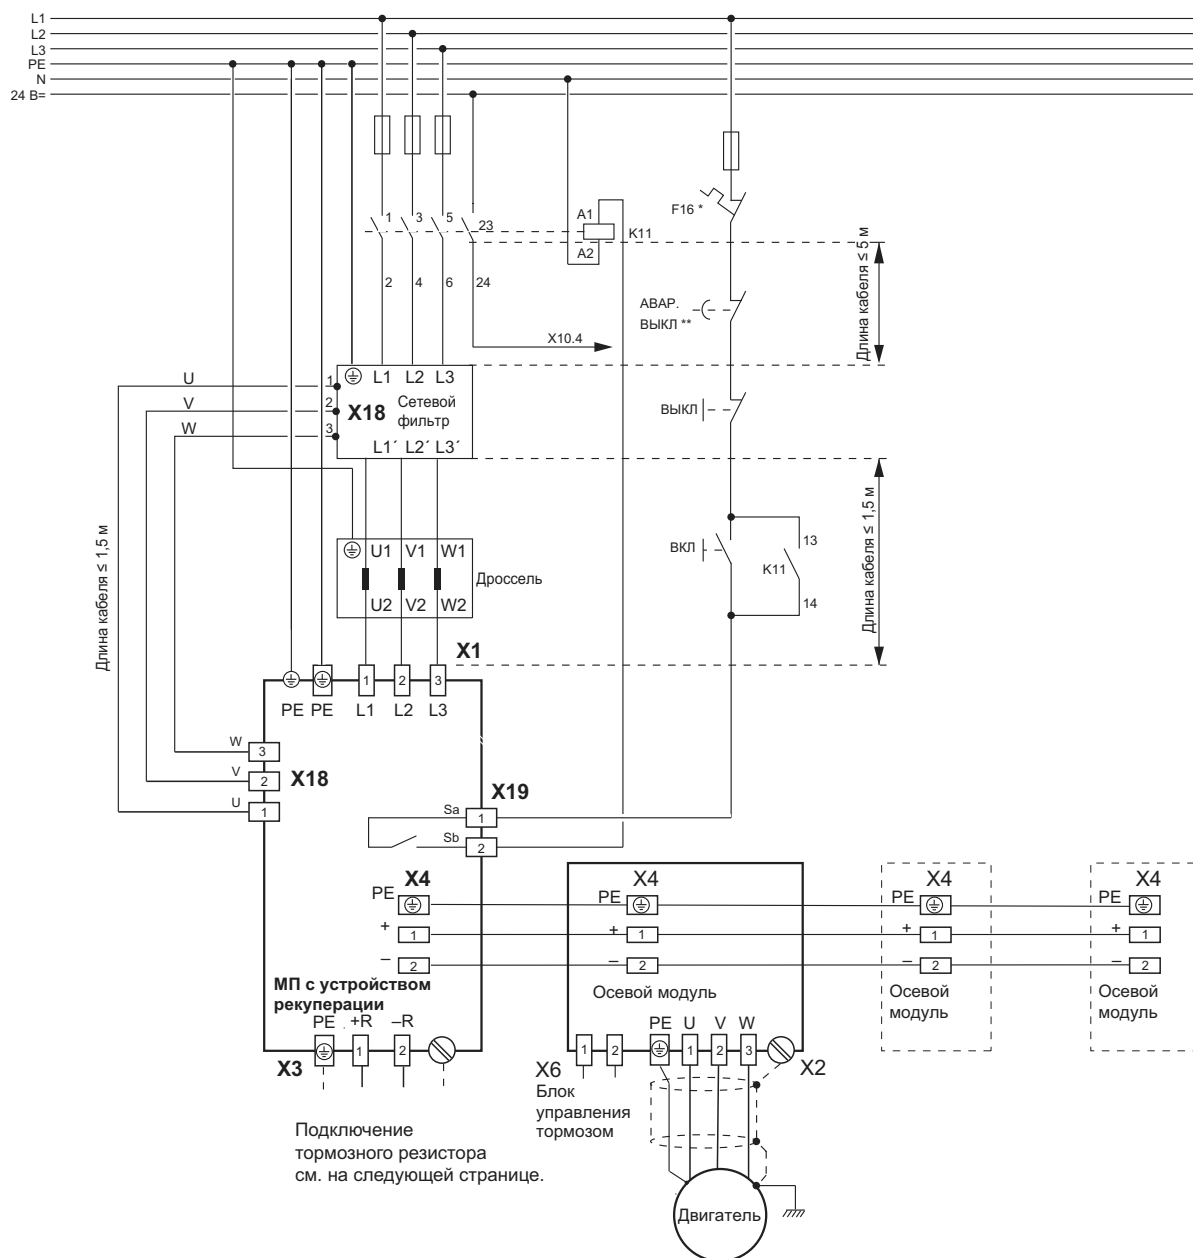 L1
L2
L3
PE
N
24 В=
1
3
5
23
A1
K11
A2
F16 *
2
4
6
24
АВАР.
ВЫКЛ **
Длина кабеля ≤ 5 м
X10.4
U
V
W
1
2
3
L1 L2 L3
X18
Сетевой
фильтр
L1´ L2´ L3´
ВЫКЛ
Длина кабеля ≤ 1,5 м
U1 V1 W1
Дроссель
U2 V2 W2
ВКЛ
13
K11
14
Длина кабеля ≤ 1,5 м
X1
1
2
3
PE PE L1 L2 L3
W
3
V
2
X18
U
1
X19
Sa
1
Sb
2
X4
PE
+
1
–
2
МП с устройством
рекуперации
PE +R –R
1
2
X3
Подключение
тормозного резистора
см. на следующей странице.
X4
PE
+
1
–
2
Осевой модуль
PE U V W
1
2
1
2
3
X6
X2
Блок
управления
тормозом
Двигатель
X4
PE
+
1
–
2
Осевой
модуль
X4
PE
+
1
–
2
Осевой
модуль